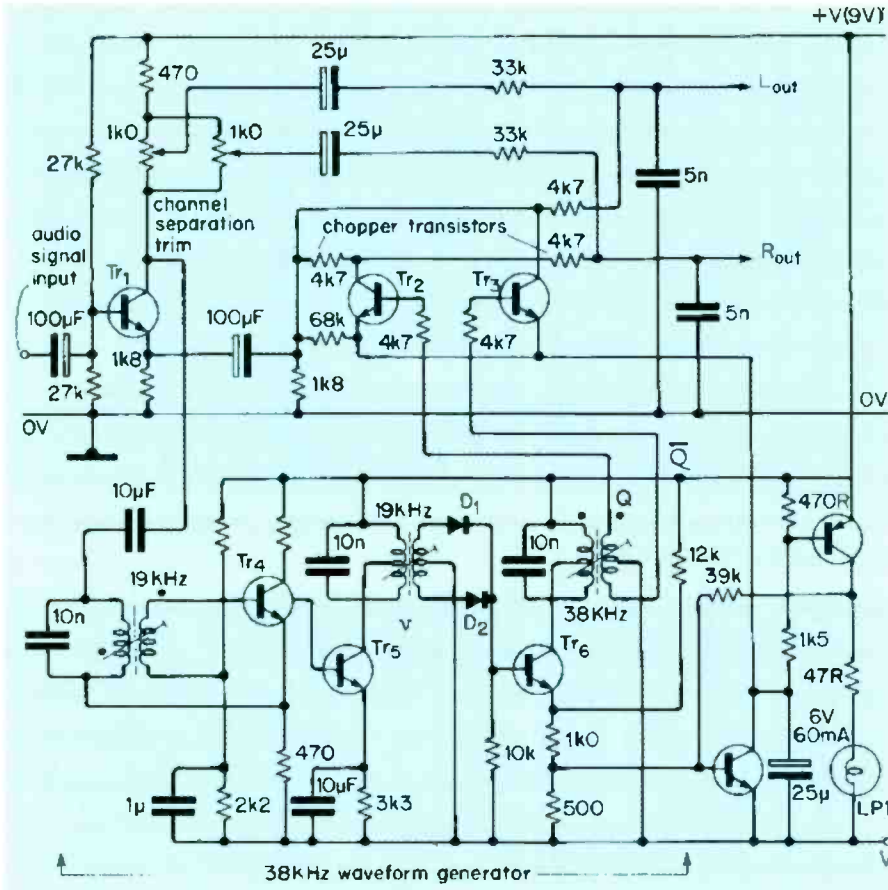 +V(9V)
470
25μ
33k
Lout
1k0
1k0
25μ
33k
27k
5n
4k7
channel
separation
trim
chopper transistors
4k7
audio
signal
input
Rout
Tr1
4k7
Tr2
Tr3
100μF
100μF
68k
4k7
4k7
5n
1k8
1k8
27k
0V
0V
Q1
10μF
19KHz
D1
Q
470R
10n
10n
12k
19KHz
Tr4
39k
10n
D2
38KHz
Tr5
v
Tr6
1k5
47R
6V
60mA
470
10k
1k0
10μF
1μ
2k2
3k3
500
25μ
LP1
V
38KHz waveform generator